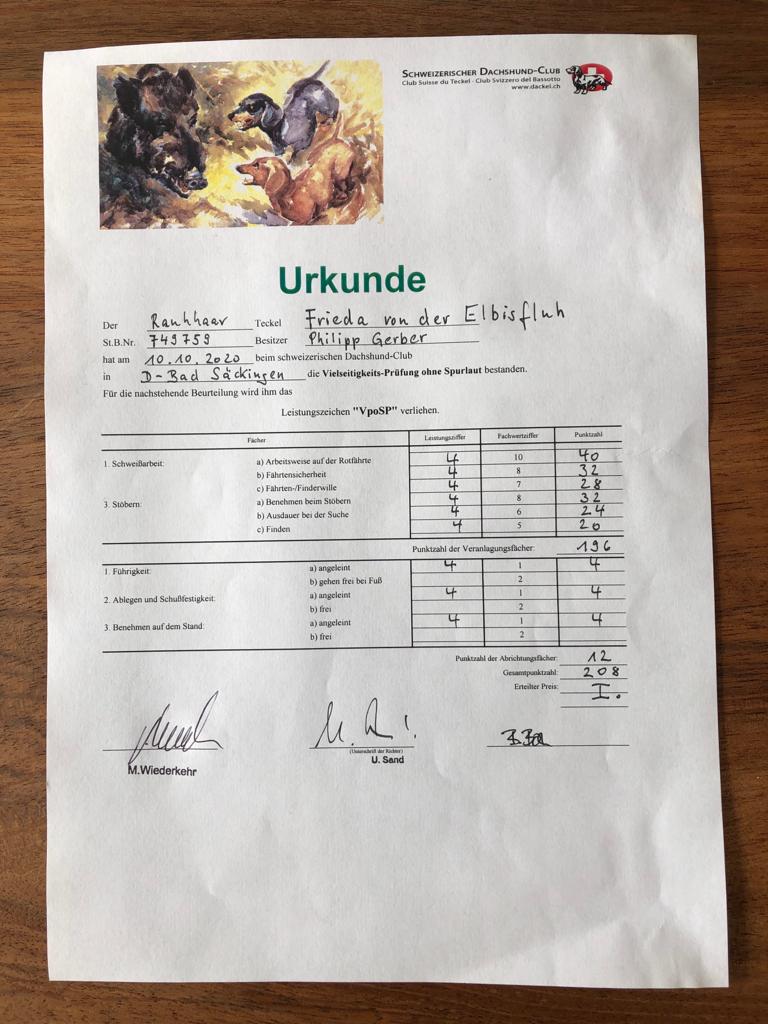 SCHWEIZERISCHER DACHSHUND-CLUB
Club Suisse du Teckel · Club Svizzero del Bassotto
www.dackel.ch
Urkunde
Der Rauhhaar Teckel Frieda von der Elbisfluh
St.B.Nr. 749759 Besitzer Philipp Gerber
hat am 10.10.2020 beim schweizerischen Dachshund-Club
in D-Bad Säckingen die Vielseitigkeits-Prüfung ohne Spurlaut bestanden.
Für die nachstehende Beurteilung wird ihm das
Leistungszeichen "VpoSP" verliehen.
Fächer Leistungsziffer Fachwertziffer Punktzahl
1. Schweißarbeit: a) Arbeitsweise auf der Rotfährte 4 10 40
b) Fährtensicherheit 4 8 32
c) Fährten-/Finderwille 4 7 28
3. Stöbern: a) Benehmen beim Stöbern 4 8 32
b) Ausdauer bei der Suche 4 6 24
c) Finden 4 5 20
Punktzahl der Veranlagungsfächer: 196
1. Führigkeit: a) angeleint 4 1 4
b) gehen frei bei Fuß 2
2. Ablegen und Schußfestigkeit: a) angeleint 4 1 4
b) frei 2
3. Benehmen auf dem Stand: a) angeleint 4 1 4
b) frei 2
Punktzahl der Abrichtungsfächer: 12
Gesamtpunktzahl: 208
Erteilter Preis: I.
(Unterschrift der Richter)
M.Wiederkehr U. Sand